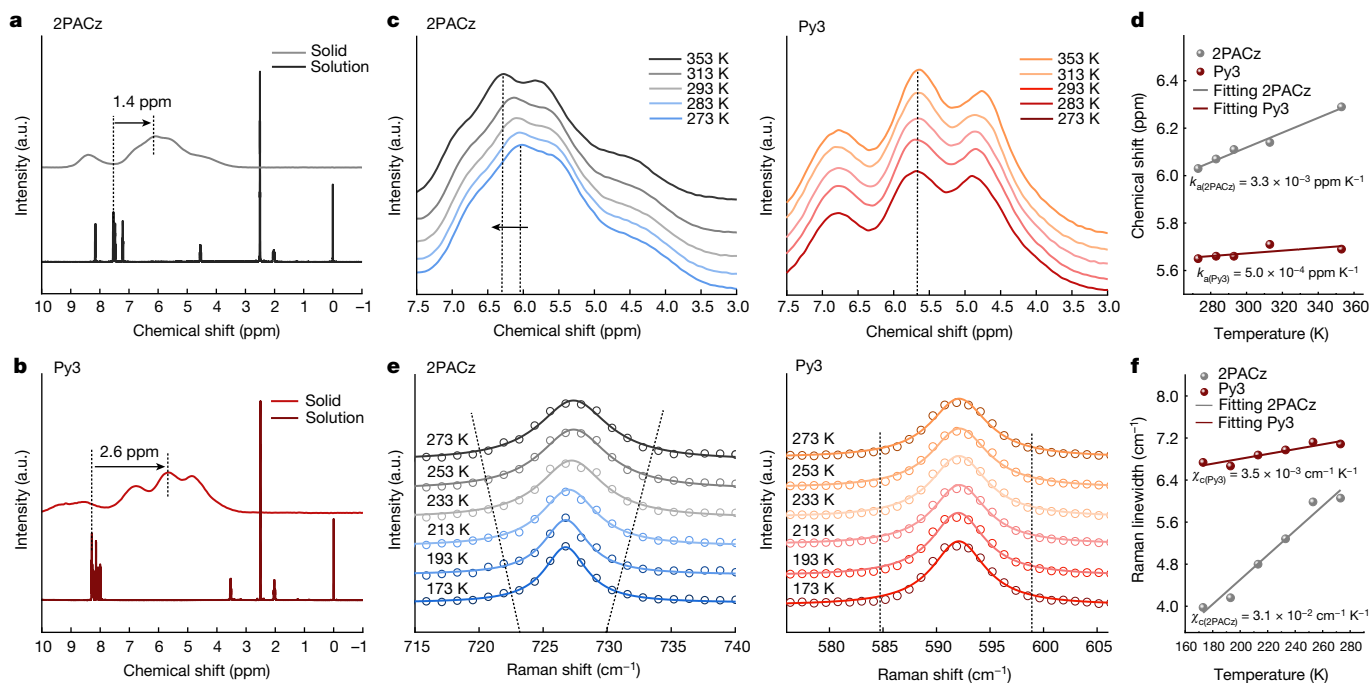 a
2PACz
Solid
Solution
1.4 ppm
Intensity (a.u.)
10 9 8 7 6 5 4 3 2 1 0 −1
Chemical shift (ppm)
c
2PACz
353 K
313 K
293 K
283 K
273 K
Intensity (a.u.)
7.5 7.0 6.5 6.0 5.5 5.0 4.5 4.0 3.5 3.0
Chemical shift (ppm)
Py3
353 K
313 K
293 K
283 K
273 K
Intensity (a.u.)
7.5 7.0 6.5 6.0 5.5 5.0 4.5 4.0 3.5 3.0
Chemical shift (ppm)
d
2PACz
Py3
Fitting 2PACz
Fitting Py3
Chemical shift (ppm)
6.4
6.2
6.0
5.8
5.6
ka(2PACz) = 3.3 × 10−3 ppm K−1
ka(Py3) = 5.0 × 10−4 ppm K−1
280 300 320 340 360
Temperature (K)
b
Py3
Solid
Solution
2.6 ppm
Intensity (a.u.)
10 9 8 7 6 5 4 3 2 1 0 −1
Chemical shift (ppm)
e
2PACz
273 K
253 K
233 K
213 K
193 K
173 K
Intensity (a.u.)
715 720 725 730 735 740
Raman shift (cm−1)
Py3
273 K
253 K
233 K
213 K
193 K
173 K
Intensity (a.u.)
580 585 590 595 600 605
Raman shift (cm−1)
f
2PACz
Py3
Fitting 2PACz
Fitting Py3
Raman linewidth (cm−1)
8.0
7.2
6.4
5.6
4.8
4.0
χc(Py3) = 3.5 × 10−3 cm−1 K−1
χc(2PACz) = 3.1 × 10−2 cm−1 K−1
160 180 200 220 240 260 280
Temperature (K)